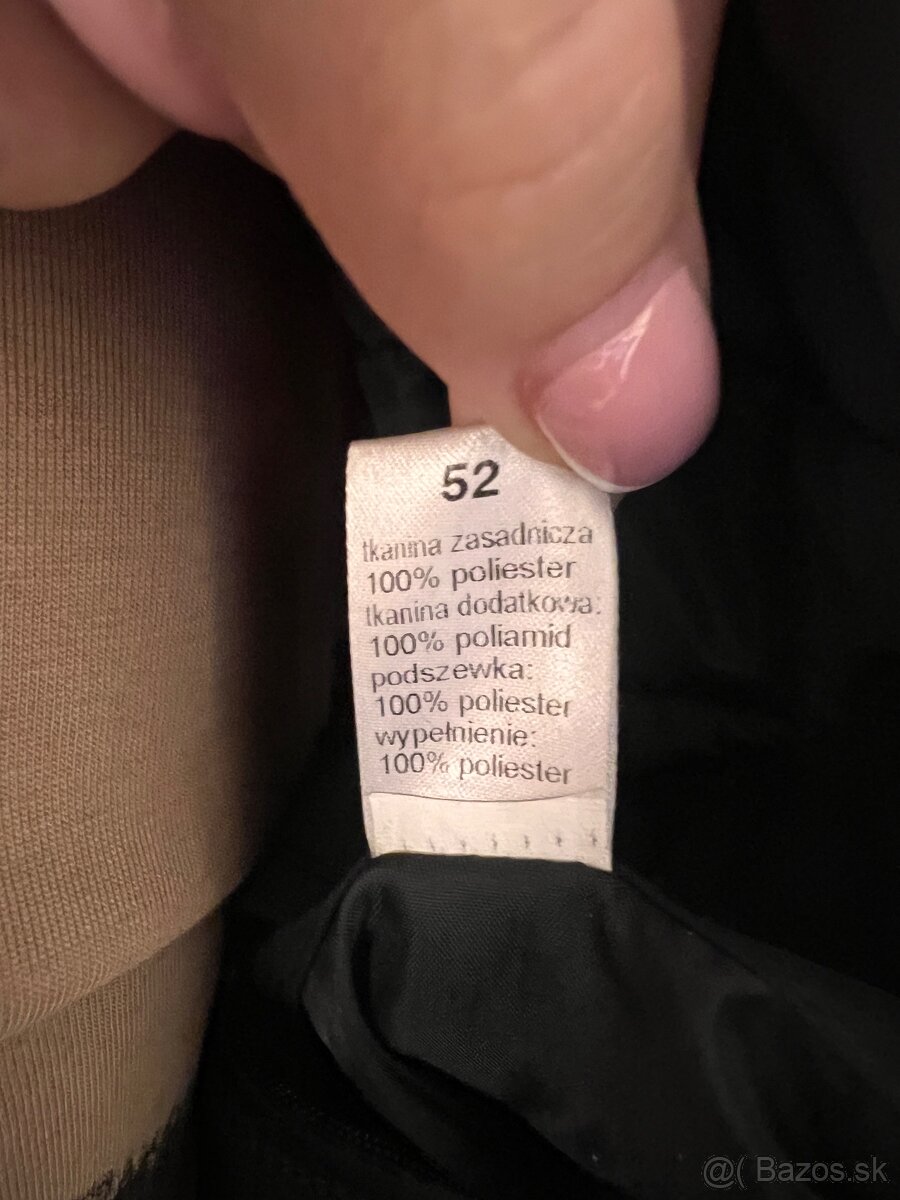 52
tkanina zasadnicza
100% poliester
tkanina dodatkowa:
100% poliamid
podszewka:
100% poliester
wypełnienie:
100% poliester
@( Bazos.sk